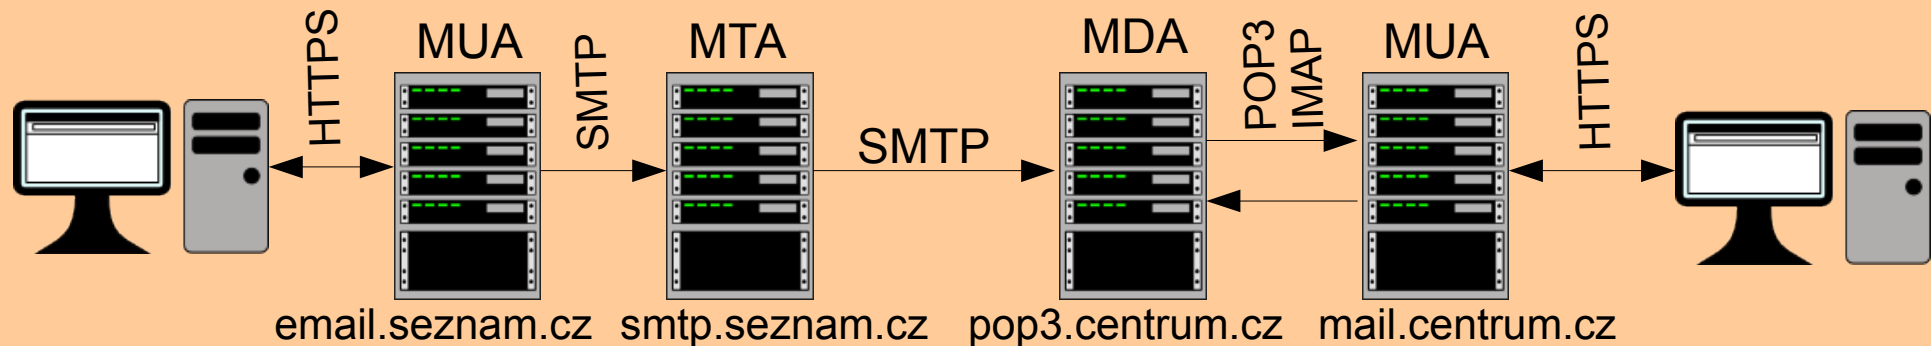 HTTPS
MUA
SMTP
MTA
SMTP
MDA
POP3
IMAP
MUA
HTTPS
email.seznam.cz
smtp.seznam.cz
pop3.centrum.cz
mail.centrum.cz